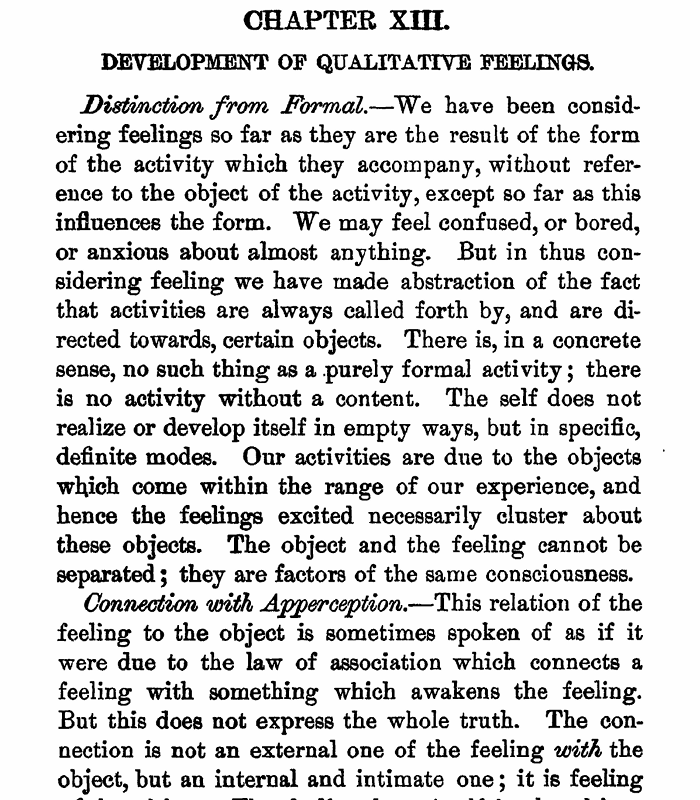 CHAPTER XIII.
DEVELOPMENT OF QUALITATIVE FEELINGS.
Distinction from Formal.—We have been consid-
ering feelings so far as they are the result of the form
of the activity which they accompany, without refer-
ence to the object of the activity, except so far as this
influences the form. We may feel confused, or bored,
or anxious about almost anything. But in thus con-
sidering feeling we have made abstraction of the fact
that activities are always called forth by, and are di-
rected towards, certain objects. There is, in a concrete
sense, no such thing as a purely formal activity; there
is no activity without a content. The self does not
realize or develop itself in empty ways, but in specific,
definite modes. Our activities are due to the objects
which come within the range of our experience, and
hence the feelings excited necessarily cluster about
these objects. The object and the feeling cannot be
separated; they are factors of the same consciousness.
Connection with Apperception.—This relation of the
feeling to the object is sometimes spoken of as if it
were due to the law of association which connects a
feeling with something which awakens the feeling.
But this does not express the whole truth. The con-
nection is not an external one of the feeling with the
object, but an internal and intimate one; it is feeling